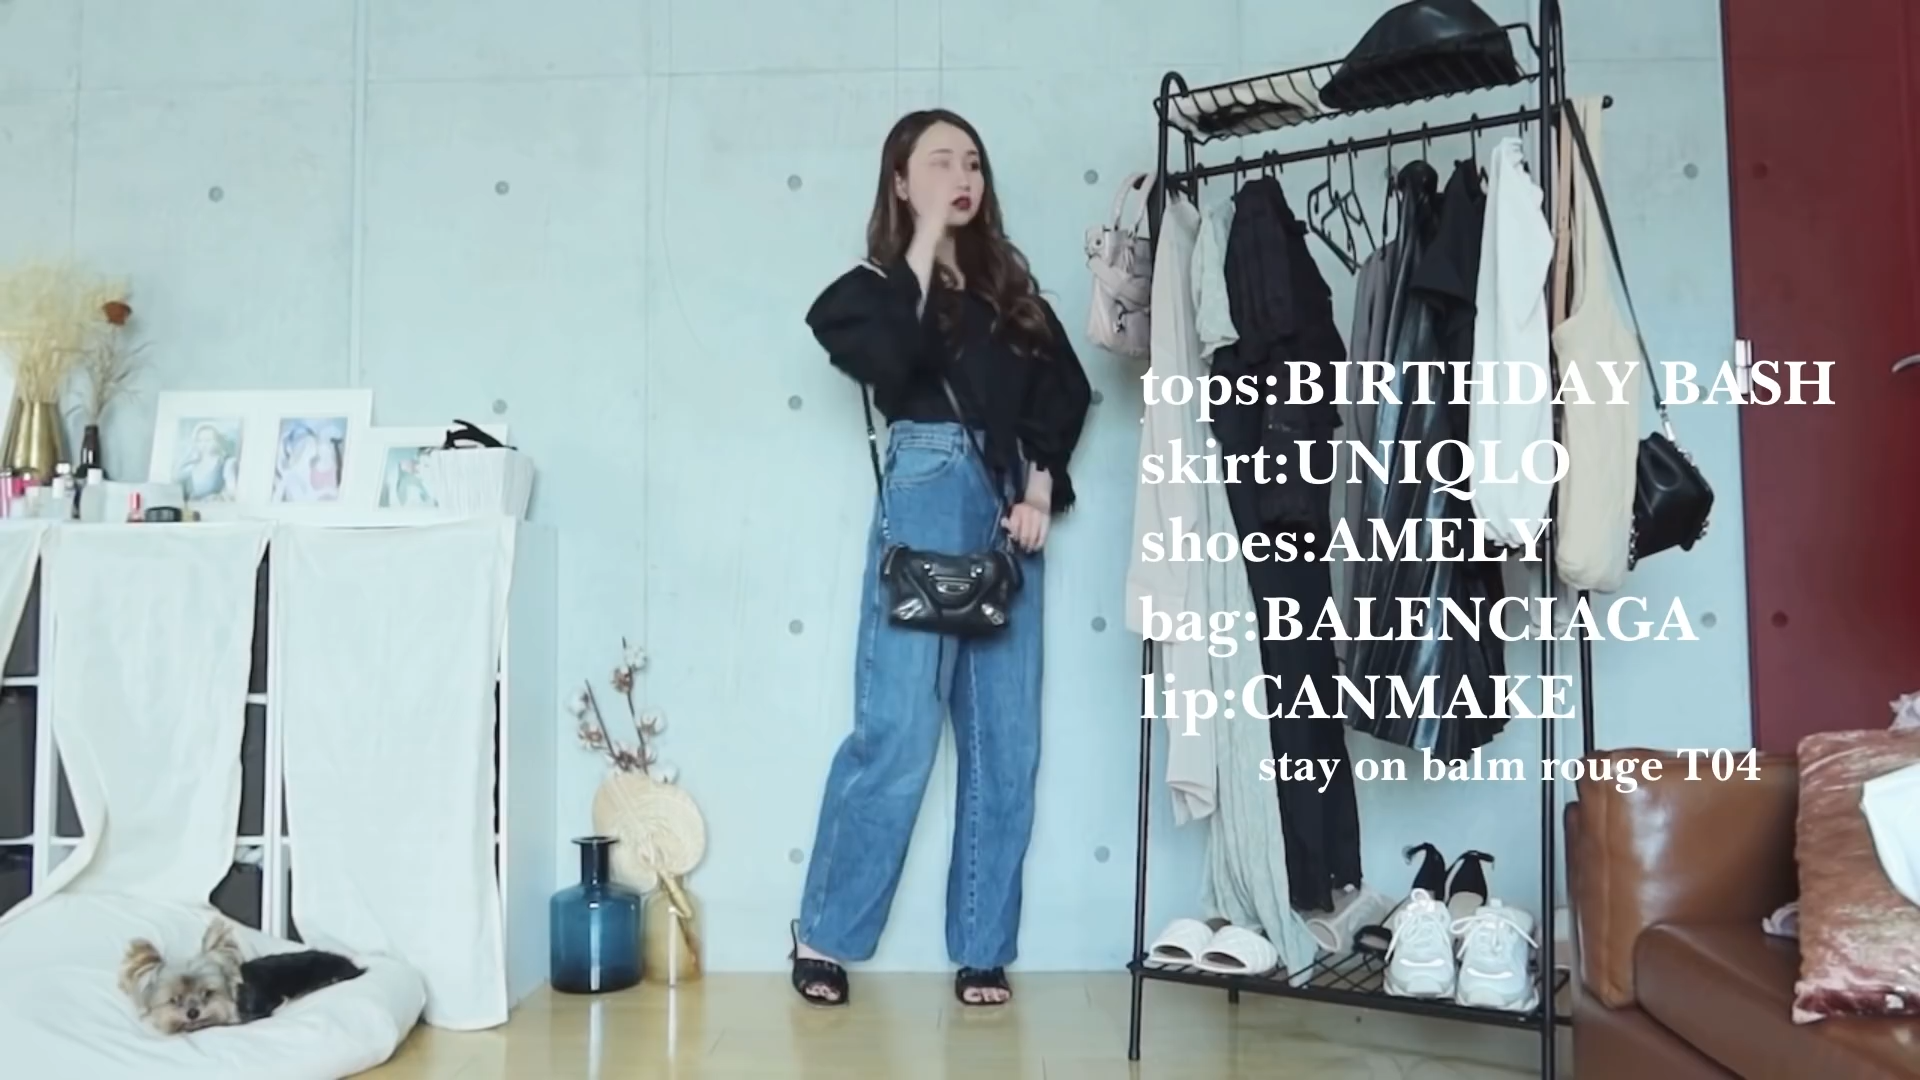 tops:BIRTHDAY BASH
skirt:UNIQLO
shoes:AMELY
bag:BALENCIAGA
lip:CANMAKE
stay on balm rouge T04